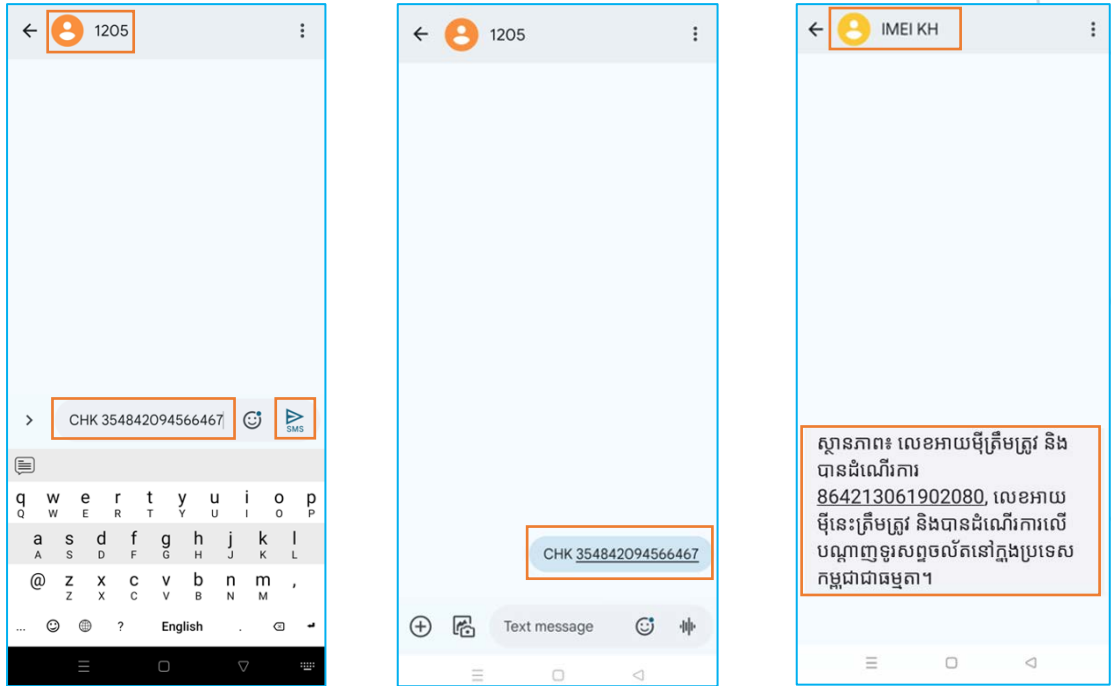 1205
CHK 354842094566467
SMS
q w e r t y u i o p
Q W E R T Y U I O P
a s d f g h j k l
A S D F G H J K L
@ z x c v b n m ,
Z X C V B N M
... ? English .
1205
CHK 354842094566467
Text message
IMEI KH
ស្ថានភាព៖ លេខអាយម៉ីត្រឹមត្រូវ និង
បានដំណើរការ
864213061902080, លេខអាយ
ម៉ីនេះត្រឹមត្រូវ និងបានដំណើរការលើ
បណ្តាញទូរសព្ទចល័តនៅក្នុងប្រទេស
កម្ពុជាជាធម្មតា។